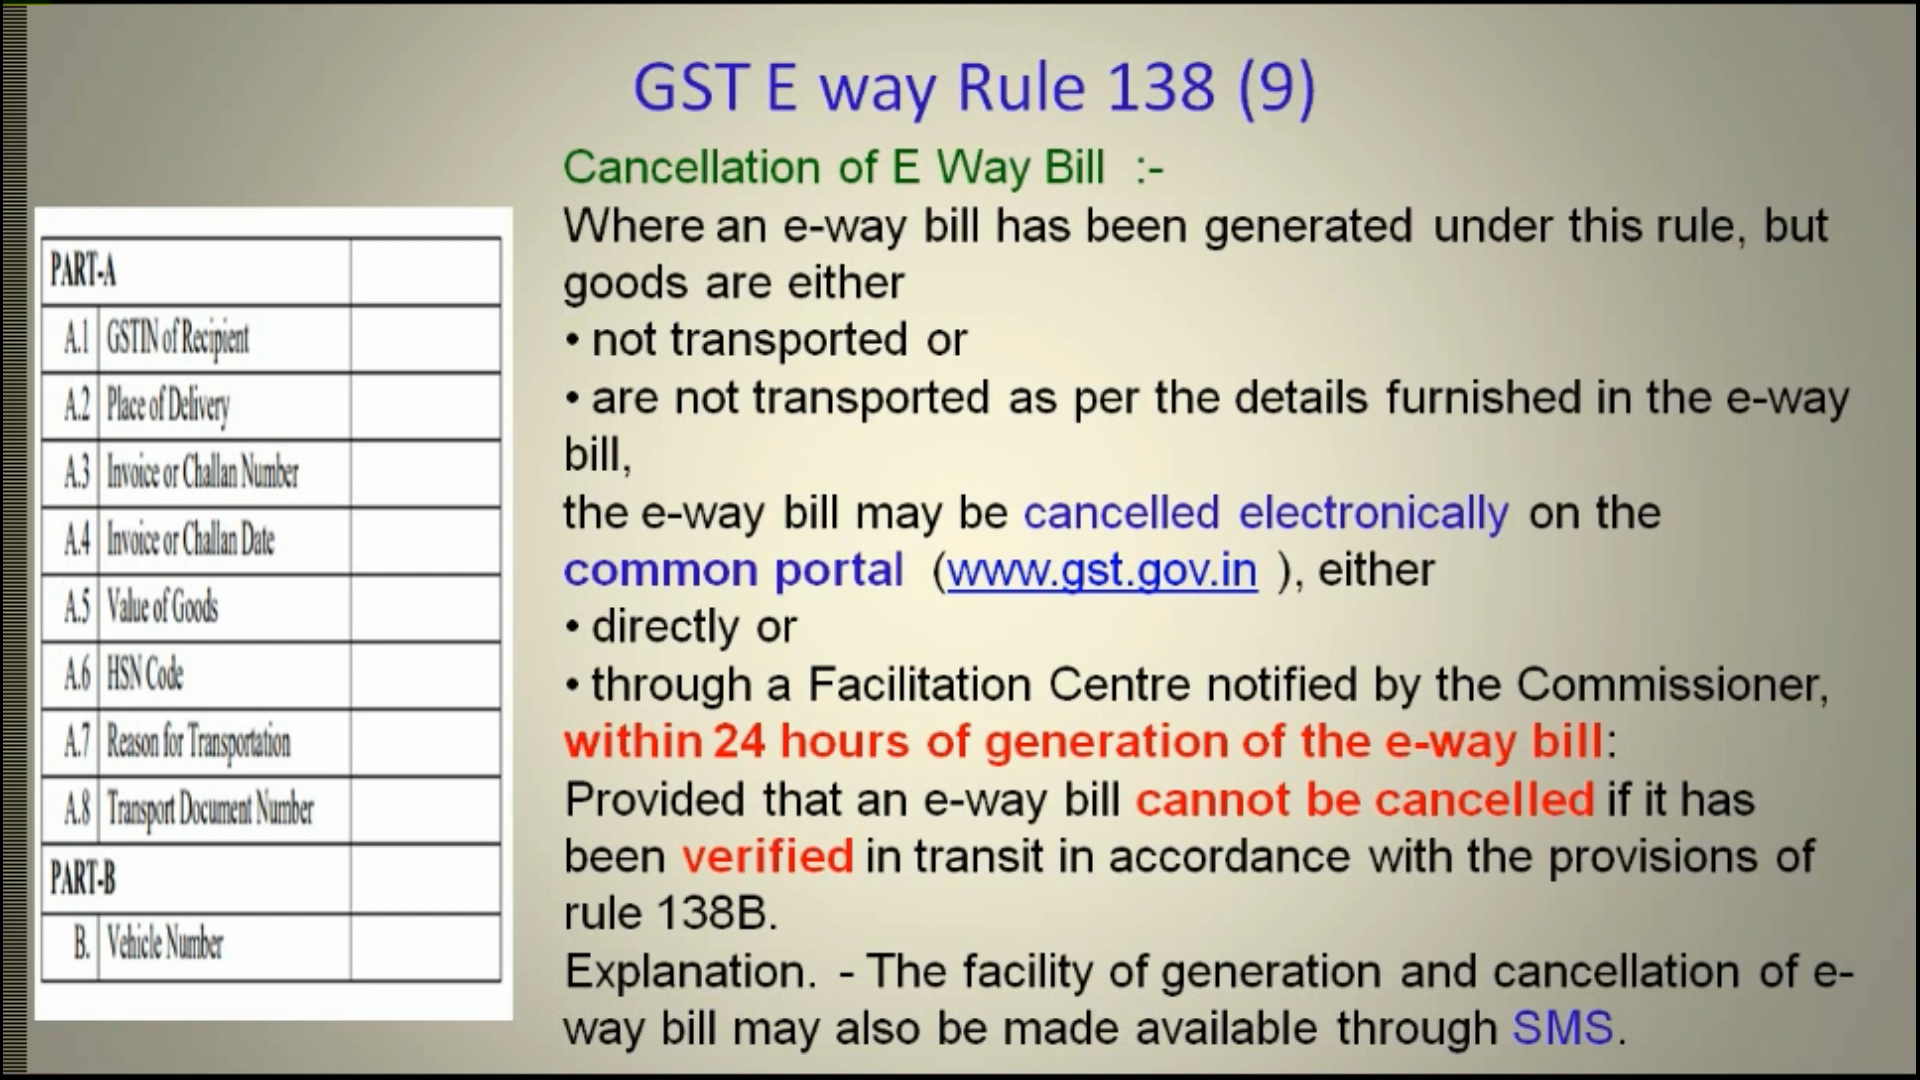 GST E way Rule 138 (9)
PART-A
A.1 GSTIN of Recipient
A.2 Place of Delivery
A.3 Invoice or Challan Number
A.4 Invoice or Challan Date
A.5 Value of Goods
A.6 HSN Code
A.7 Reason for Transportation
A.8 Transport Document Number
PART-B
B. Vehicle Number
Cancellation of E Way Bill :-
Where an e-way bill has been generated under this rule, but
goods are either
• not transported or
• are not transported as per the details furnished in the e-way
bill,
the e-way bill may be cancelled electronically on the
common portal (www.gst.gov.in ), either
• directly or
• through a Facilitation Centre notified by the Commissioner,
within 24 hours of generation of the e-way bill:
Provided that an e-way bill cannot be cancelled if it has
been verified in transit in accordance with the provisions of
rule 138B.
Explanation. - The facility of generation and cancellation of e-
way bill may also be made available through SMS.